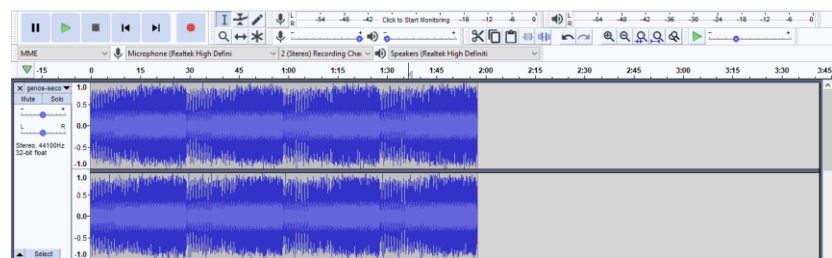 L R -54 -48 -42 Click to Start Monitoring -18 -12 -6 0
L R -54 -48 -42 -36 -30 -24 -18 -12 -6 0
MME Microphone (Realtek High Defini 2 (Stereo) Recording Chai Speakers (Realtek High Definiti
-15 0 15 30 45 1:00 1:15 1:30 1:45 2:00 2:15 2:30 2:45 3:00 3:15 3:30 3:45
× genos-seco 1.0
Mute Solo
0.5-
- +
L R 0.0-
Stereo, 44100Hz -0.5-
32-bit float
-1.0
1.0
0.5-
0.0-
-0.5-
Select -1.0